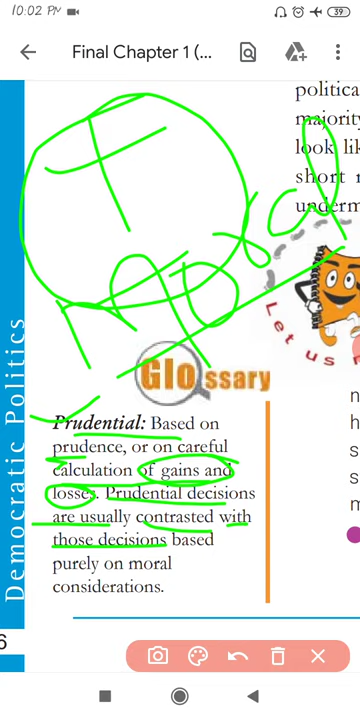 10:02 PM
39
Final Chapter 1 (...
politica
majority
look lik
short r
underm
Moral
Let us r
Glossary
Prudential: Based on
prudence, or on careful
calculation of gains and
losses. Prudential decisions
are usually contrasted with
those decisions based
purely on moral
considerations.
Democratic Politics
6
n
h
s
s
m